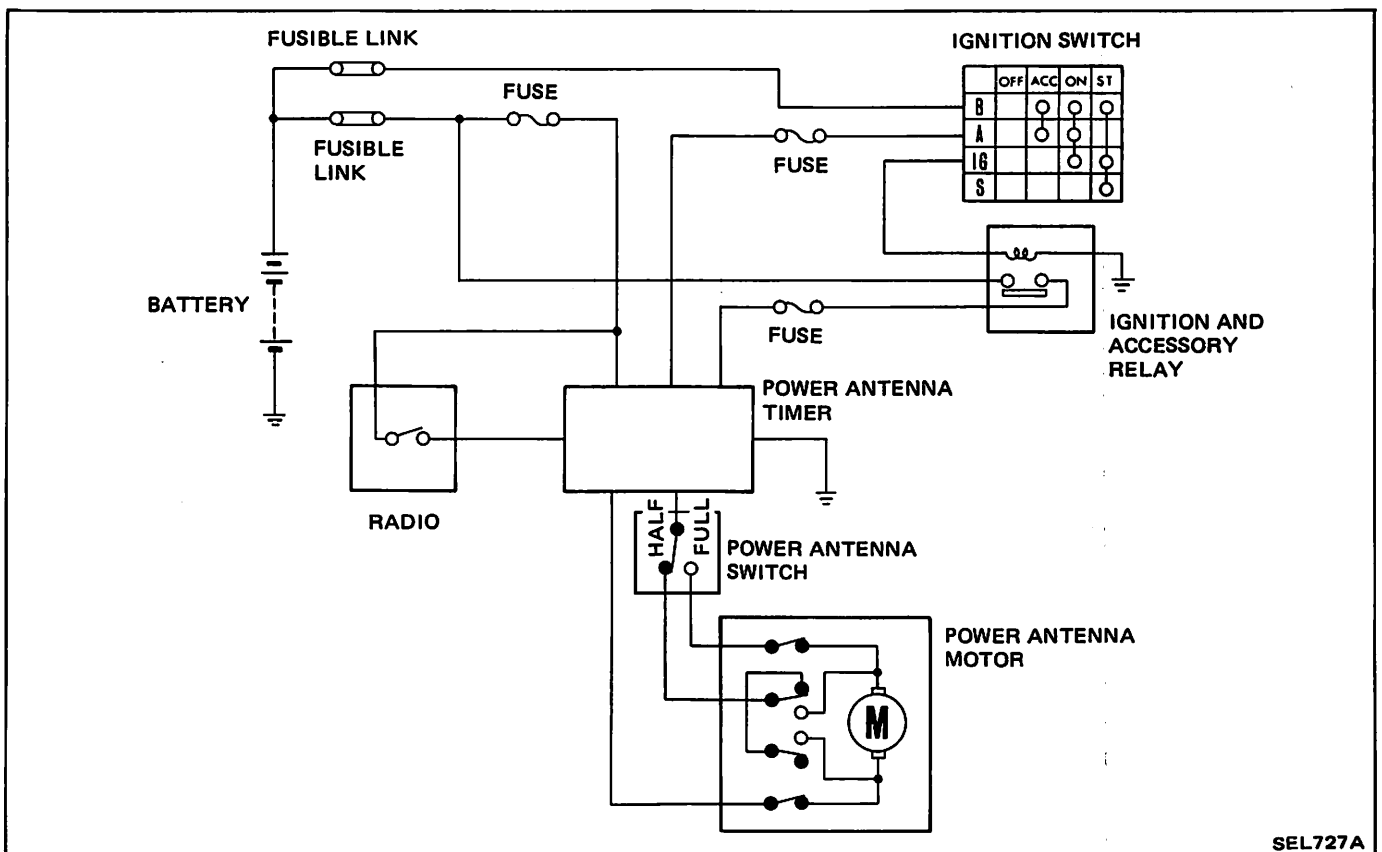 FUSIBLE LINK
IGNITION SWITCH
OFF ACC ON ST
B
A
IG
S
FUSE
FUSIBLE
LINK
FUSE
BATTERY
FUSE
IGNITION AND
ACCESSORY
RELAY
POWER ANTENNA
TIMER
RADIO
HALF
FULL
POWER ANTENNA
SWITCH
POWER ANTENNA
MOTOR
M
SEL727A